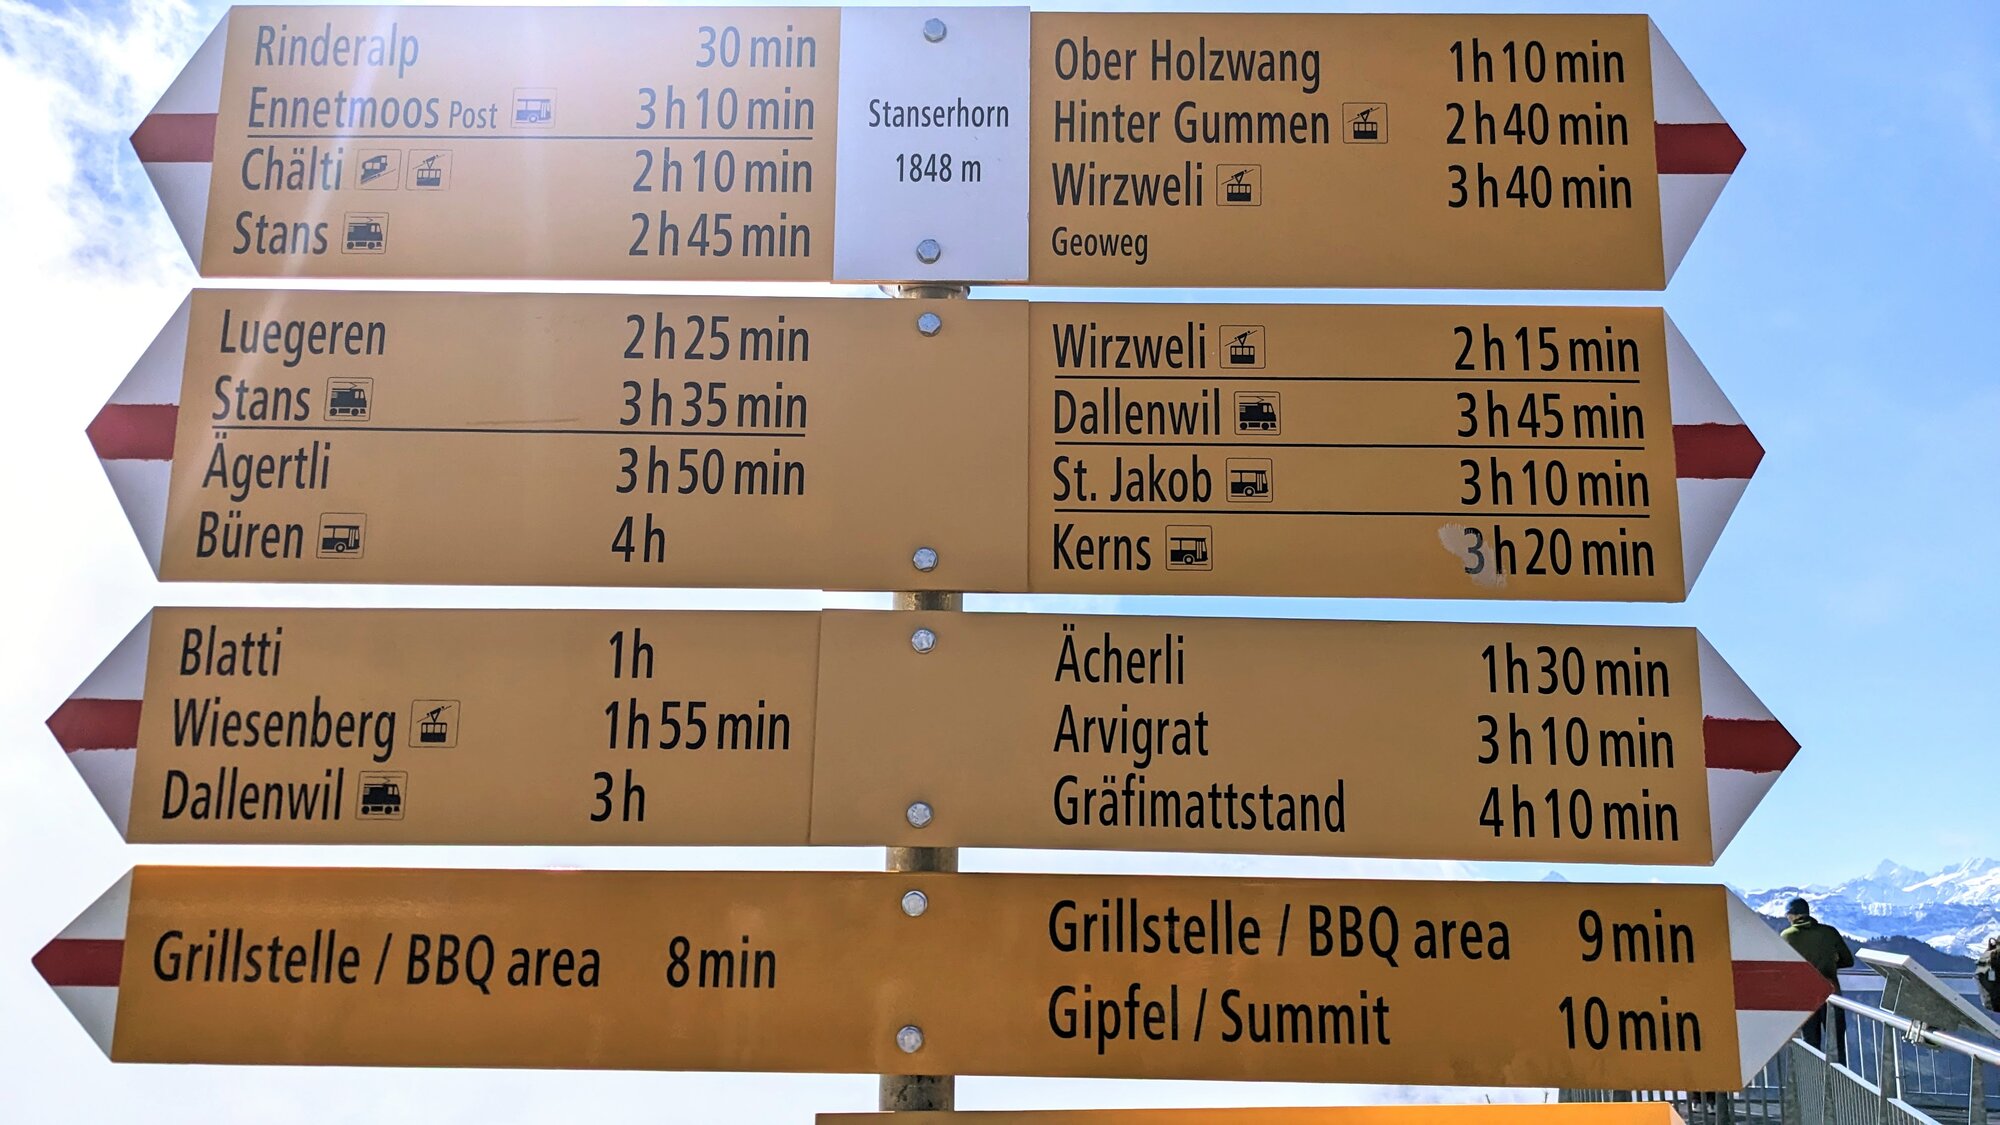 Rinderalp 30 min
Ennetmoos Post 3 h 10 min
Chälti 2 h 10 min
Stans 2 h 45 min
Stanserhorn
1848 m
Ober Holzwang 1 h 10 min
Hinter Gummen 2 h 40 min
Wirzweli 3 h 40 min
Geoweg
Luegeren 2 h 25 min
Stans 3 h 35 min
Ägertli 3 h 50 min
Büren 4 h
Wirzweli 2 h 15 min
Dallenwil 3 h 45 min
St. Jakob 3 h 10 min
Kerns 3 h 20 min
Blatti 1 h
Wiesenberg 1 h 55 min
Dallenwil 3 h
Ächerli 1 h 30 min
Arvigrat 3 h 10 min
Gräfimattstand 4 h 10 min
Grillstelle / BBQ area 8 min
Grillstelle / BBQ area 9 min
Gipfel / Summit 10 min